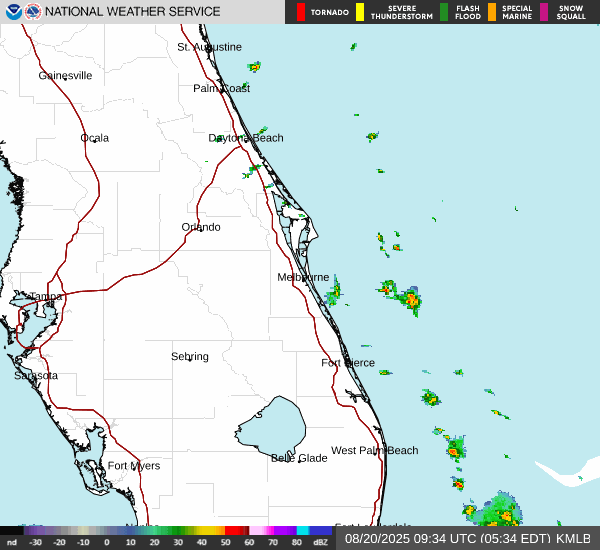 NATIONAL WEATHER SERVICE
TORNADO
SEVERE THUNDERSTORM
FLASH FLOOD
SPECIAL MARINE
SNOW SQUALL
St. Augustine
Gainesville
Palm Coast
Ocala
Daytona Beach
Orlando
Melbourne
Tampa
Sebring
Fort Pierce
Sarasota
West Palm Beach
Belle Glade
Fort Myers
nd -30 -20 -10 0 10 20 30 40 50 60 70 80 dBZ
08/20/2025 09:34 UTC (05:34 EDT) KMLB